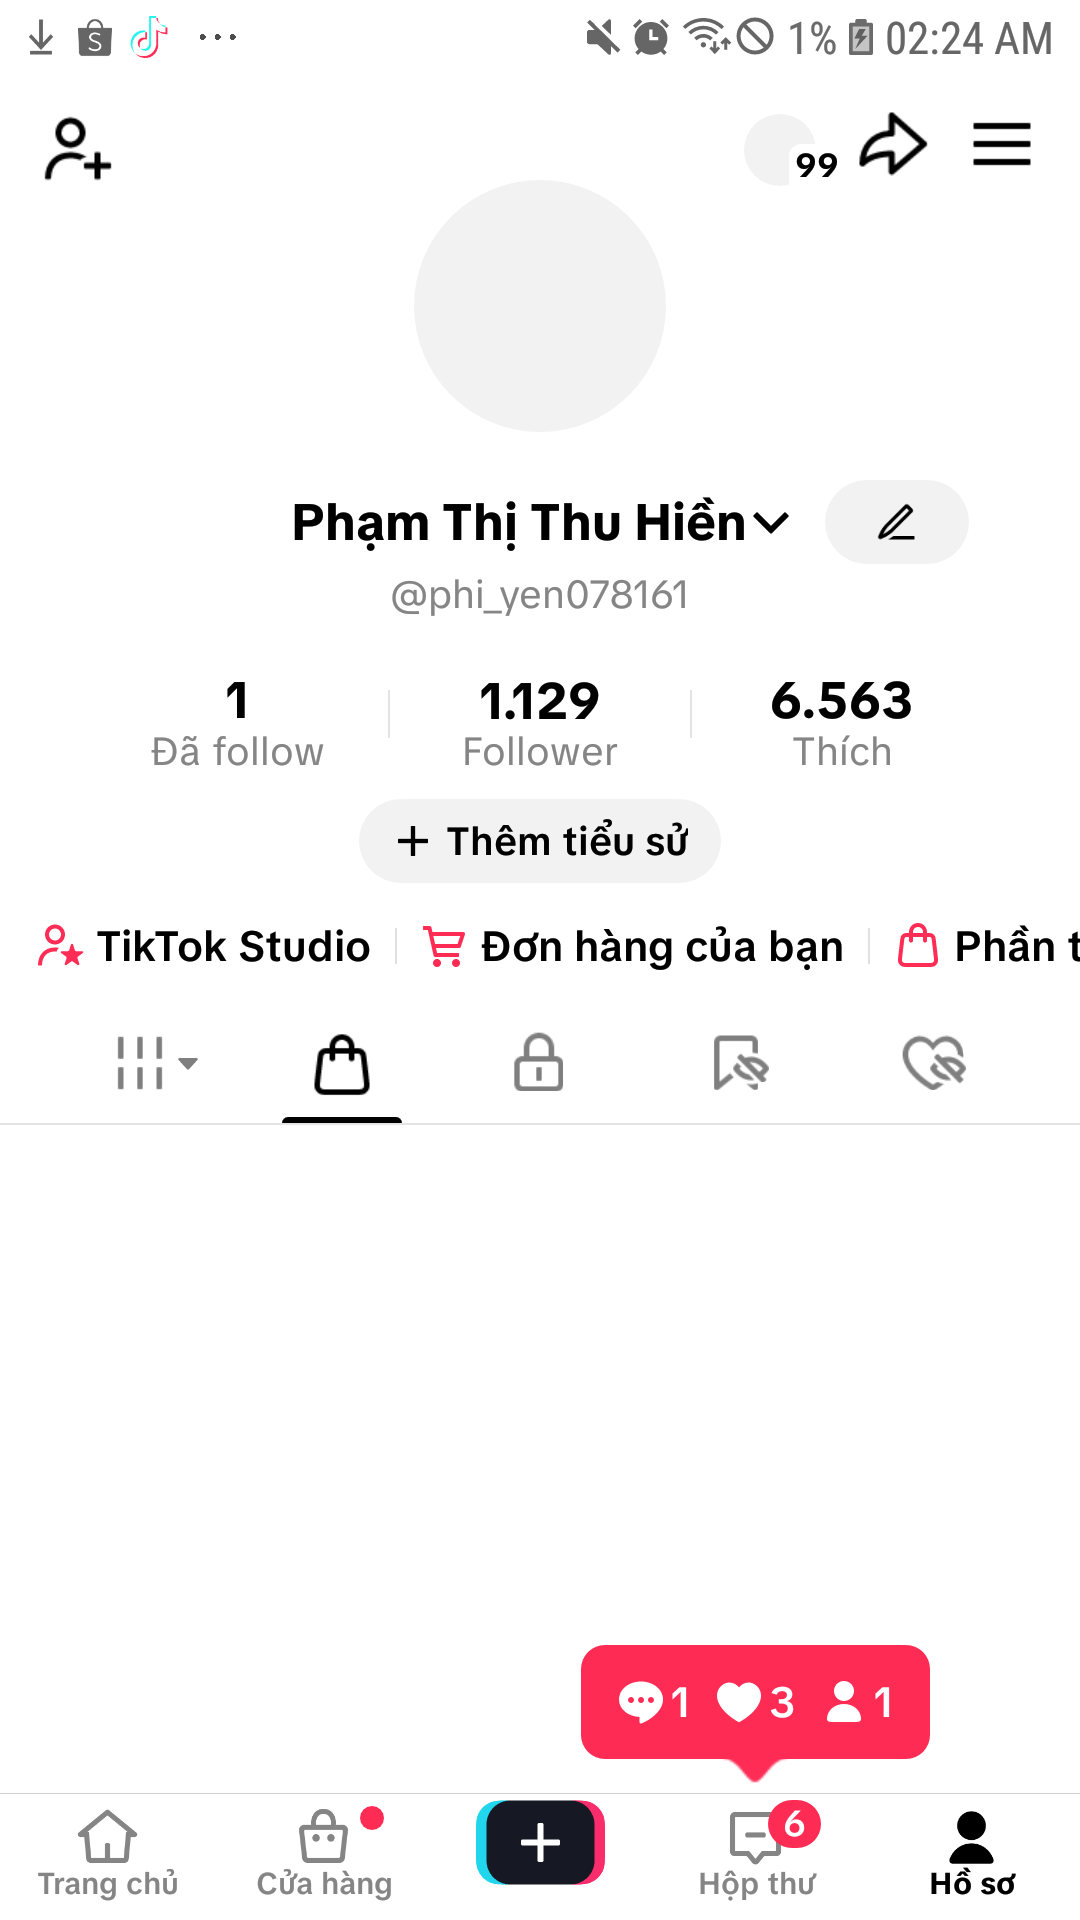 1% 02:24 AM
99
Phạm Thị Thu Hiền
@phi_yen078161
1 1.129 6.563
Đã follow Follower Thích
+ Thêm tiểu sử
TikTok Studio Đơn hàng của bạn Phần t
1 3 1
6
Trang chủ Cửa hàng Hộp thư Hồ sơ